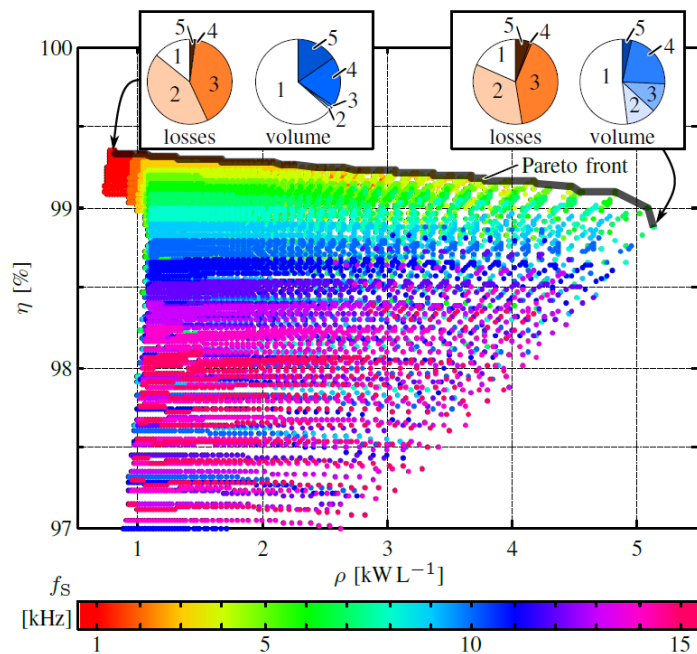 100
99
98
97
η [%]
5 4
1
2 3
losses
5
4
1
3
2
volume
5 4
1
2 3
losses
5
4
1
3
2
volume
Pareto front
1 2 3 4 5
ρ [kW L⁻¹]
fS
[kHz]
1 5 10 15